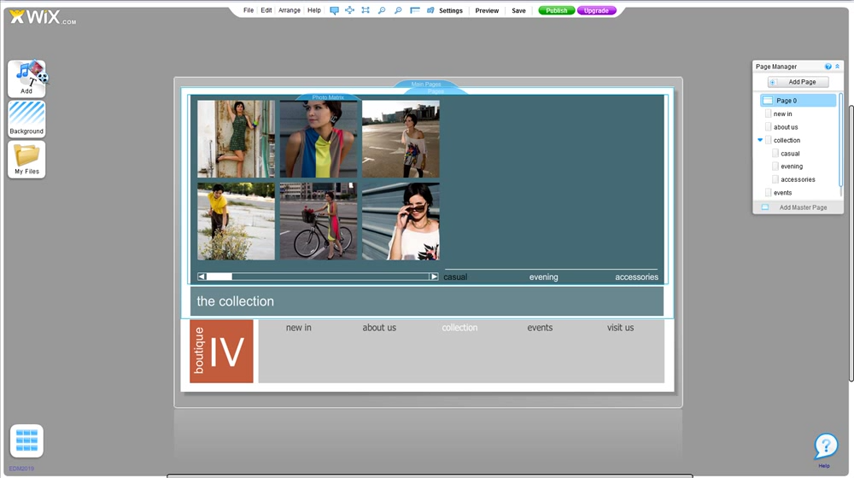 WiX.COM
File Edit Arrange Help Settings Preview Save Publish Upgrade
Add
Background
My Files
Main Pages
Pages
Photo Matrix
casual evening accessories
the collection
boutique IV
new in about us collection events visit us
Page Manager
Add Page
Page 0
new in
about us
collection
casual
evening
accessories
events
Add Master Page
Help